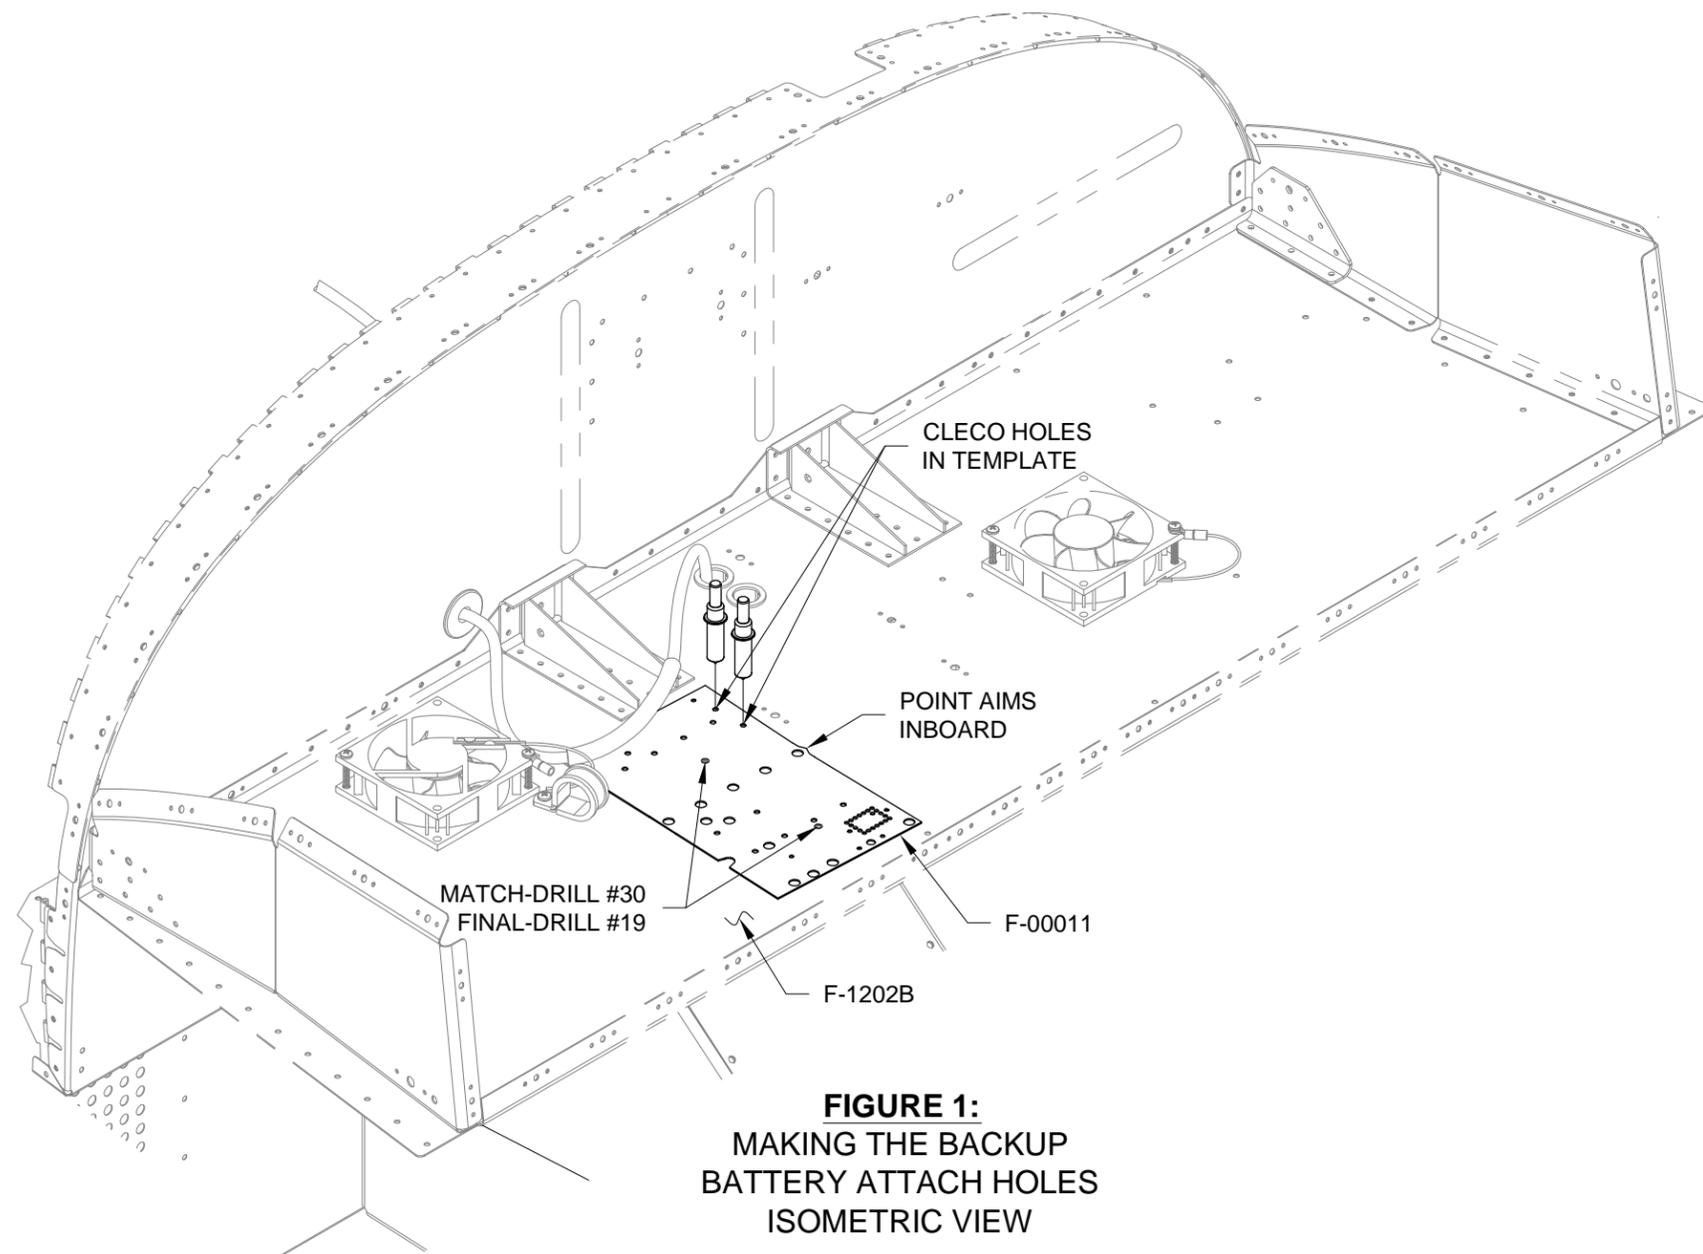 CLECO HOLES
IN TEMPLATE
POINT AIMS
INBOARD
MATCH-DRILL #30
FINAL-DRILL #19
F-00011
F-1202B
FIGURE 1:
MAKING THE BACKUP
BATTERY ATTACH HOLES
ISOMETRIC VIEW